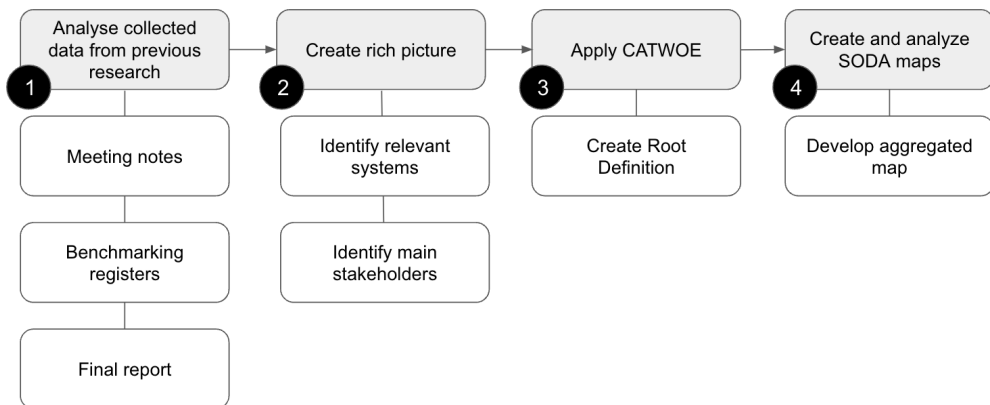 Analyse collected
data from previous
research
1
Create rich picture
2
Apply CATWOE
3
Create and analyze
SODA maps
4
Meeting notes
Identify relevant
systems
Create Root
Definition
Develop aggregated
map
Benchmarking
registers
Identify main
stakeholders
Final report